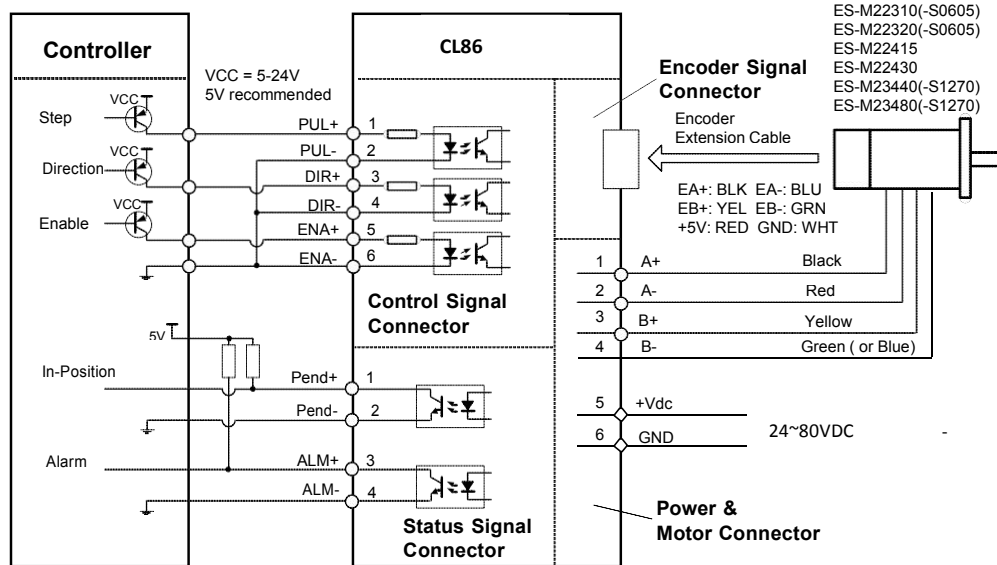 Controller
VCC = 5-24V
5V recommended
VCC
Step
VCC
Direction
VCC
Enable
5V
In-Position
Alarm
CL86
PUL+ 1
PUL- 2
DIR+ 3
DIR- 4
ENA+ 5
ENA- 6
Control Signal
Connector
Pend+ 1
Pend- 2
ALM+ 3
ALM- 4
Status Signal
Connector
ES-M22310(-S0605)
ES-M22320(-S0605)
ES-M22415
ES-M22430
ES-M23440(-S1270)
ES-M23480(-S1270)
Encoder Signal
Connector
Encoder
Extension Cable
EA+: BLK EA-: BLU
EB+: YEL EB-: GRN
+5V: RED GND: WHT
1 A+ Black
2 A- Red
3 B+ Yellow
4 B- Green ( or Blue)
5 +Vdc
6 GND
24~80VDC -
Power &
Motor Connector